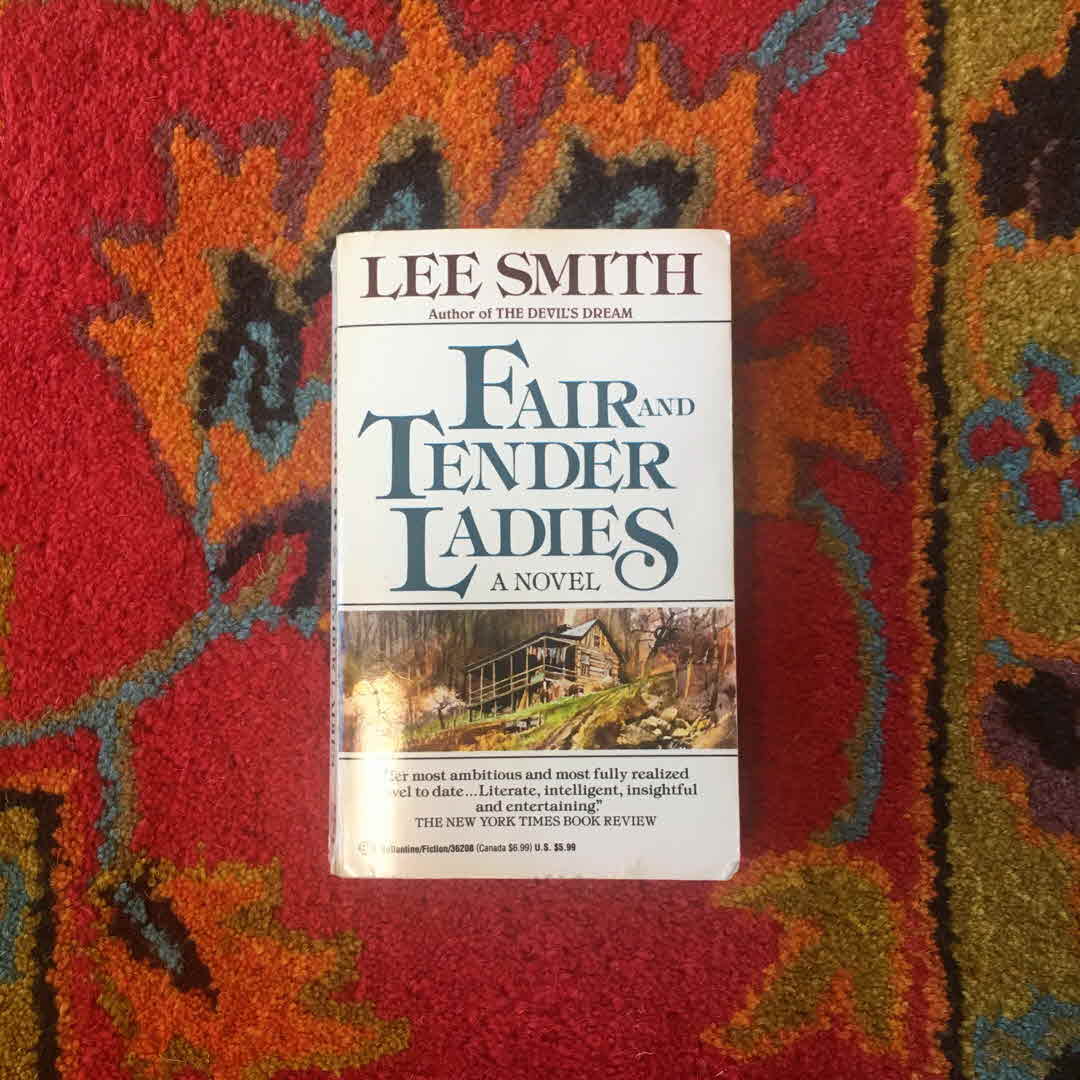 LEE SMITH
Author of THE DEVIL'S DREAM
FAIR AND
TENDER
LADIES
A NOVEL
most ambitious and most fully realized
to date...Literate, intelligent, insightful
and entertaining."
THE NEW YORK TIMES BOOK REVIEW
Ballantine/Fiction/36208 (Canada $6.99) U.S. $5.99